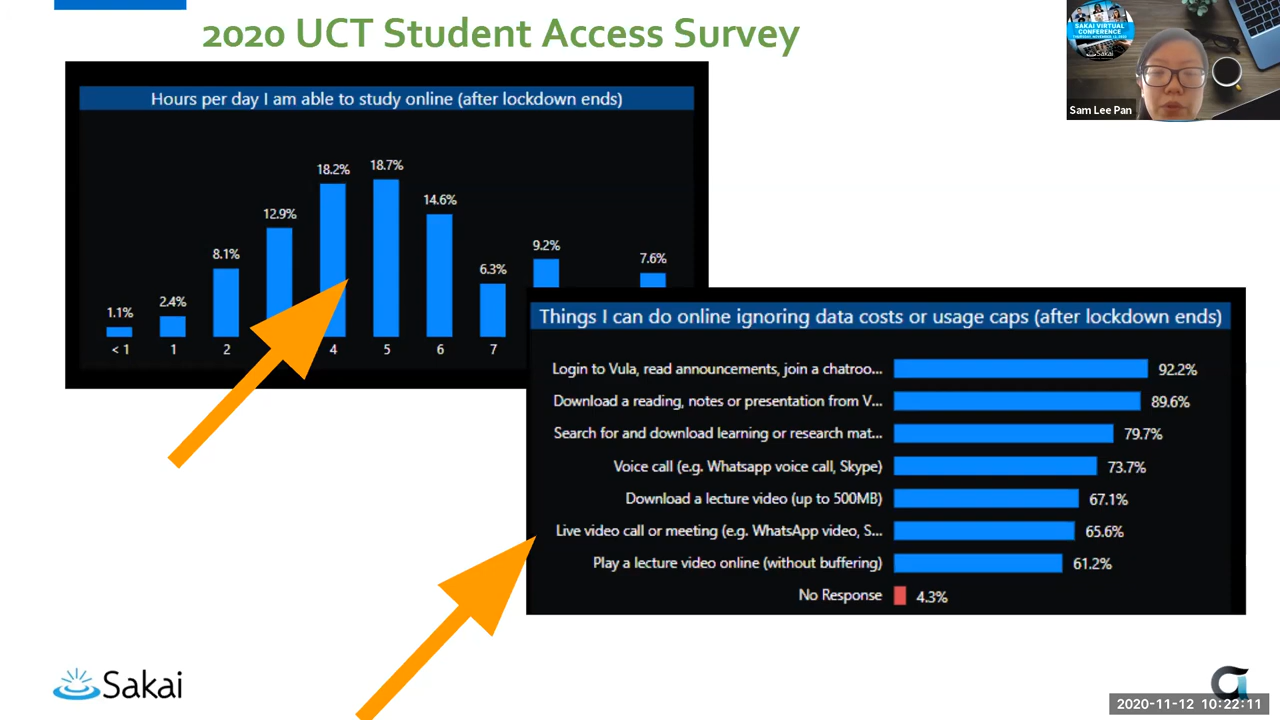 2020 UCT Student Access Survey
SAKAI VIRTUAL
CONFERENCE
Sakai
Sam Lee Pan
Hours per day I am able to study online (after lockdown ends)
1.1%
2.4%
8.1%
12.9%
18.2%
18.7%
14.6%
6.3%
9.2%
7.6%
< 1
1
2
4
5
6
7
Things I can do online ignoring data costs or usage caps (after lockdown ends)
Login to Vula, read announcements, join a chatroo... 92.2%
Download a reading, notes or presentation from V... 89.6%
Search for and download learning or research mat... 79.7%
Voice call (e.g. Whatsapp voice call, Skype) 73.7%
Download a lecture video (up to 500MB) 67.1%
Live video call or meeting (e.g. WhatsApp video, S... 65.6%
Play a lecture video online (without buffering) 61.2%
No Response 4.3%
Sakai
2020-11-12 10:22:11